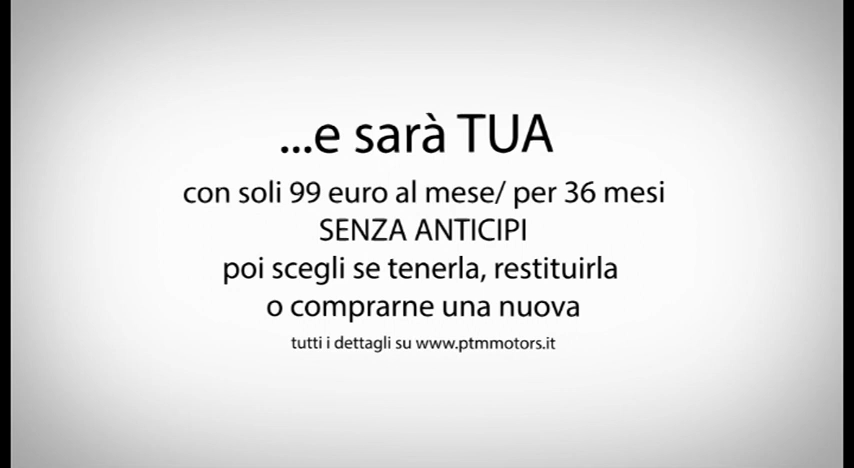 ...e sarà TUA
con soli 99 euro al mese/ per 36 mesi
SENZA ANTICIPI
poi scegli se tenerla, restituirla
o comprarne una nuova
tutti i dettagli su www.ptmmotors.it